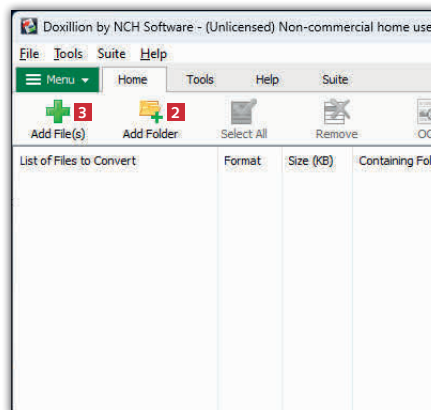 Doxillion by NCH Software - (Unlicensed) Non-commercial home use
File Tools Suite Help
Menu Home Tools Help Suite
3 2
Add File(s) Add Folder Select All Remove OC
List of Files to Convert Format Size (KB) Containing Fol